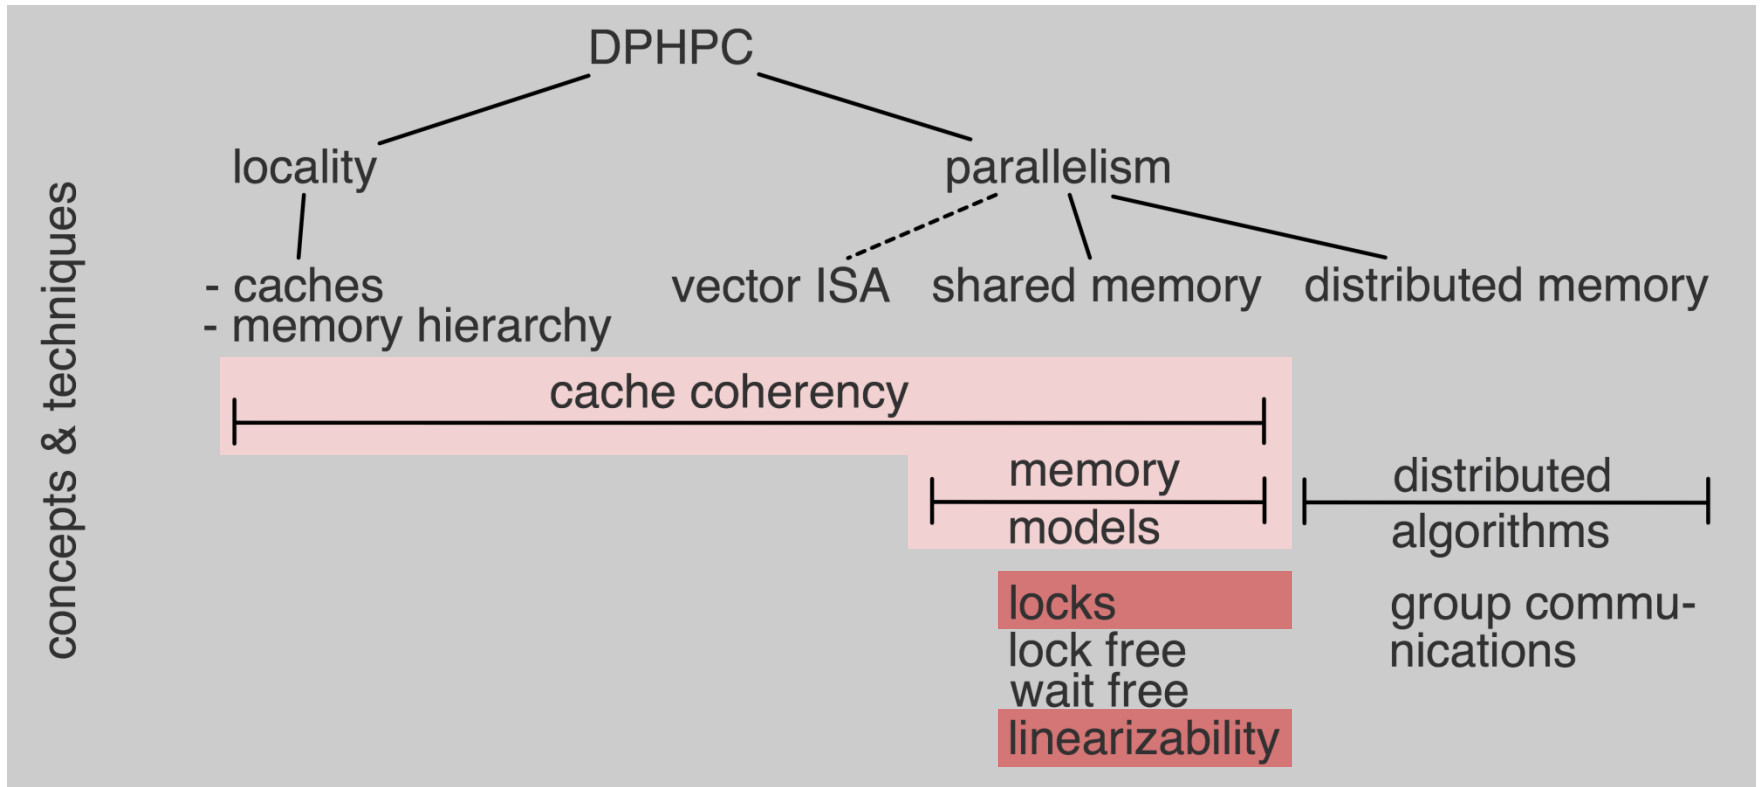 DPHPC
locality
parallelism
- caches
- memory hierarchy
vector ISA
shared memory
distributed memory
concepts & techniques
cache coherency
memory
models
distributed
algorithms
locks
lock free
wait free
linearizability
group commu-
nications